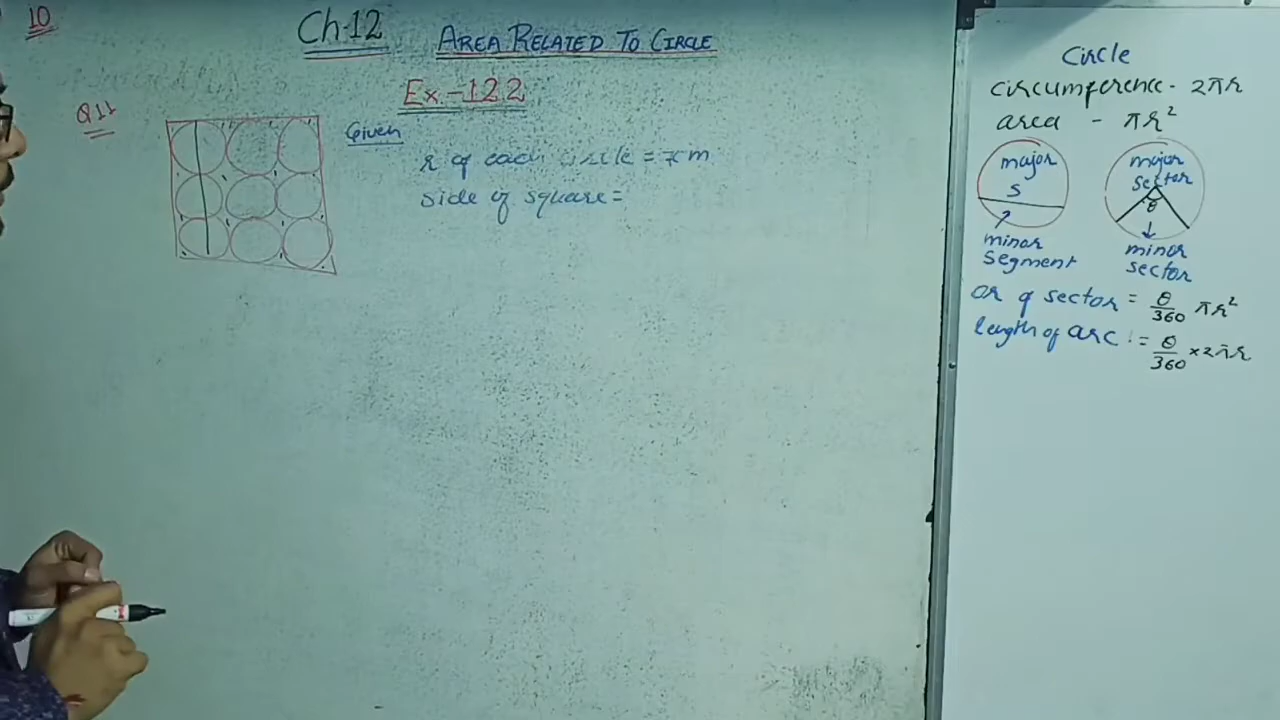 10
Ch-12 AREA RELATED TO CIRCLE
Ex-12.2
Q11
Given
r of each circle = 7 m
side of square =
Circle
circumference - 2πr
area - πr²
major
S
minor
segment
major
sector
θ
minor
sector
ar of sector = θ/360 πr²
length of arc := θ/360 × 2πr